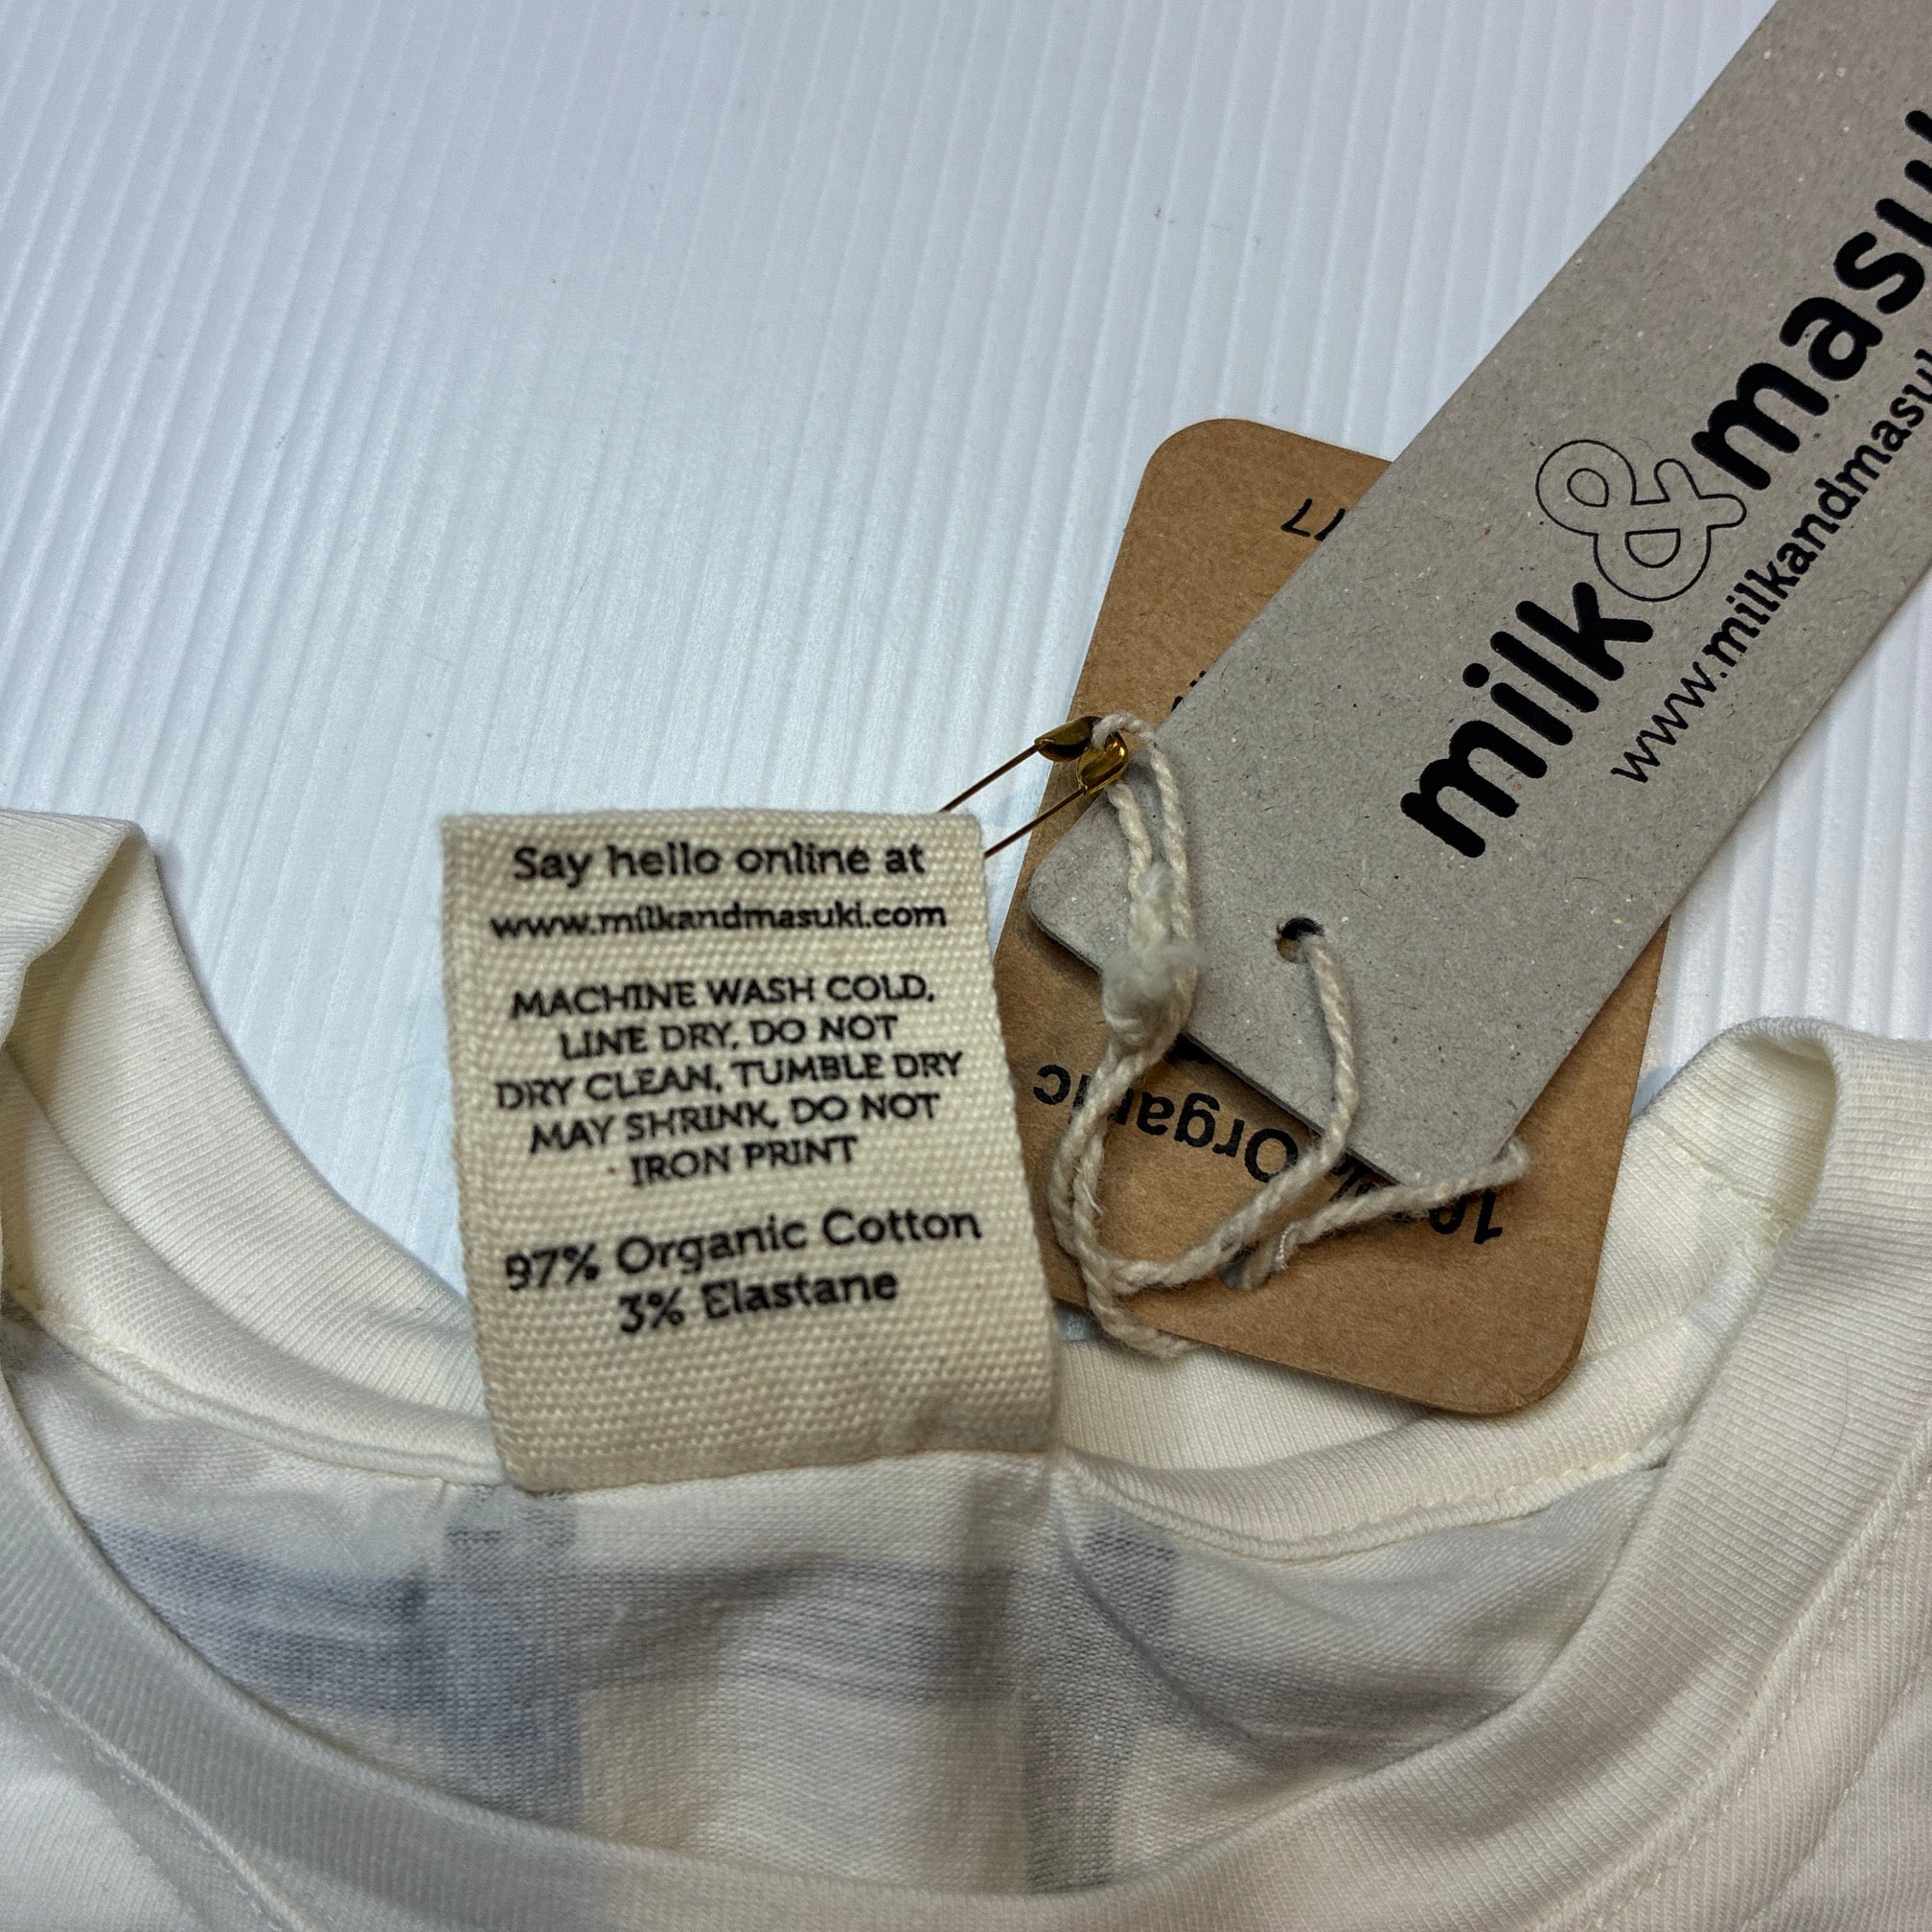 Say hello online at
www.milkandmasuki.com
MACHINE WASH COLD,
LINE DRY, DO NOT
DRY CLEAN, TUMBLE DRY
MAY SHRINK, DO NOT
IRON PRINT
97% Organic Cotton
3% Elastane
milk&masu
www.milkandmasu
Organic